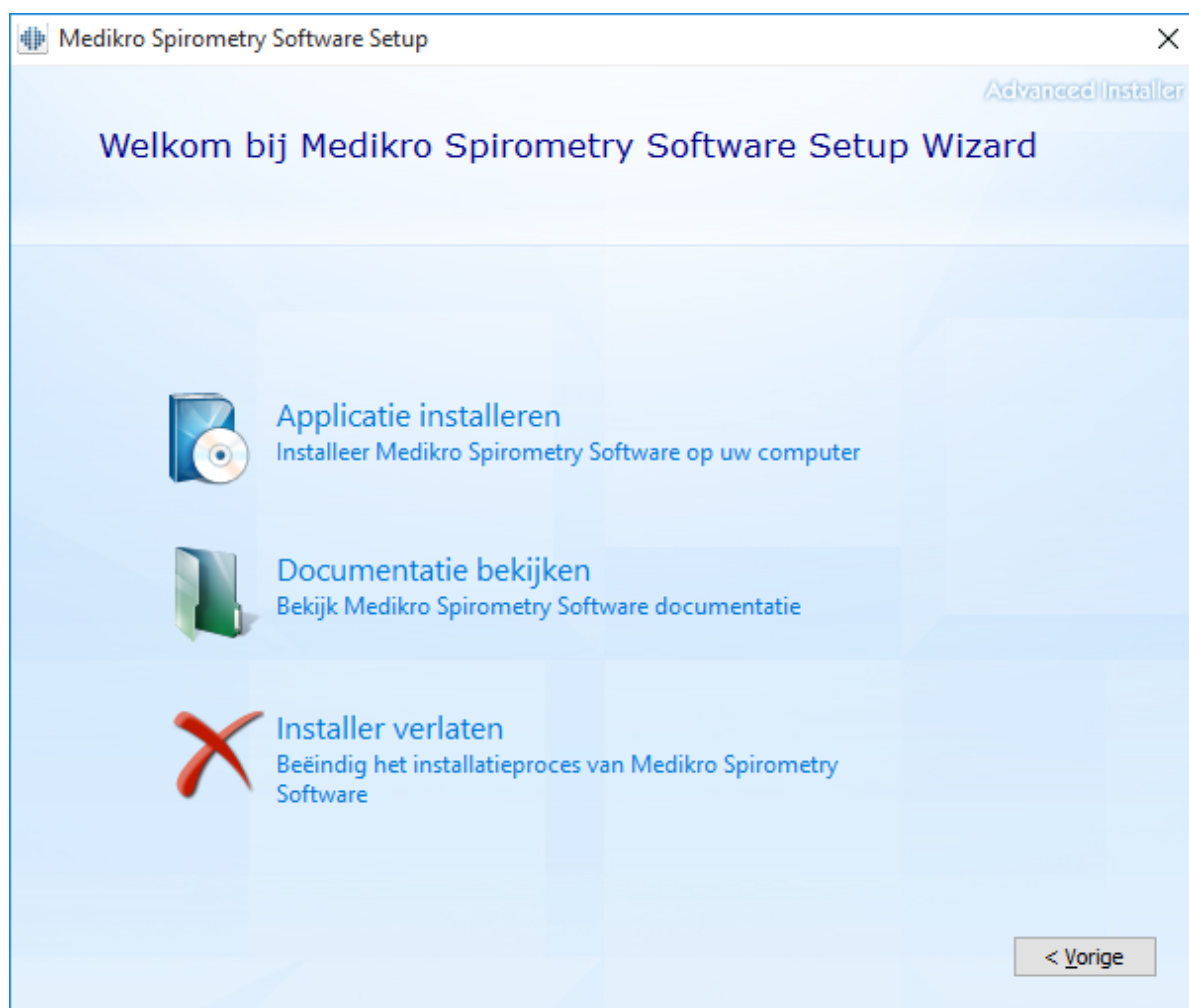 Medikro Spirometry Software Setup
Advanced Installer
Welkom bij Medikro Spirometry Software Setup Wizard
Applicatie installeren
Installeer Medikro Spirometry Software op uw computer
Documentatie bekijken
Bekijk Medikro Spirometry Software documentatie
Installer verlaten
Beëindig het installatieproces van Medikro Spirometry
Software
< Vorige